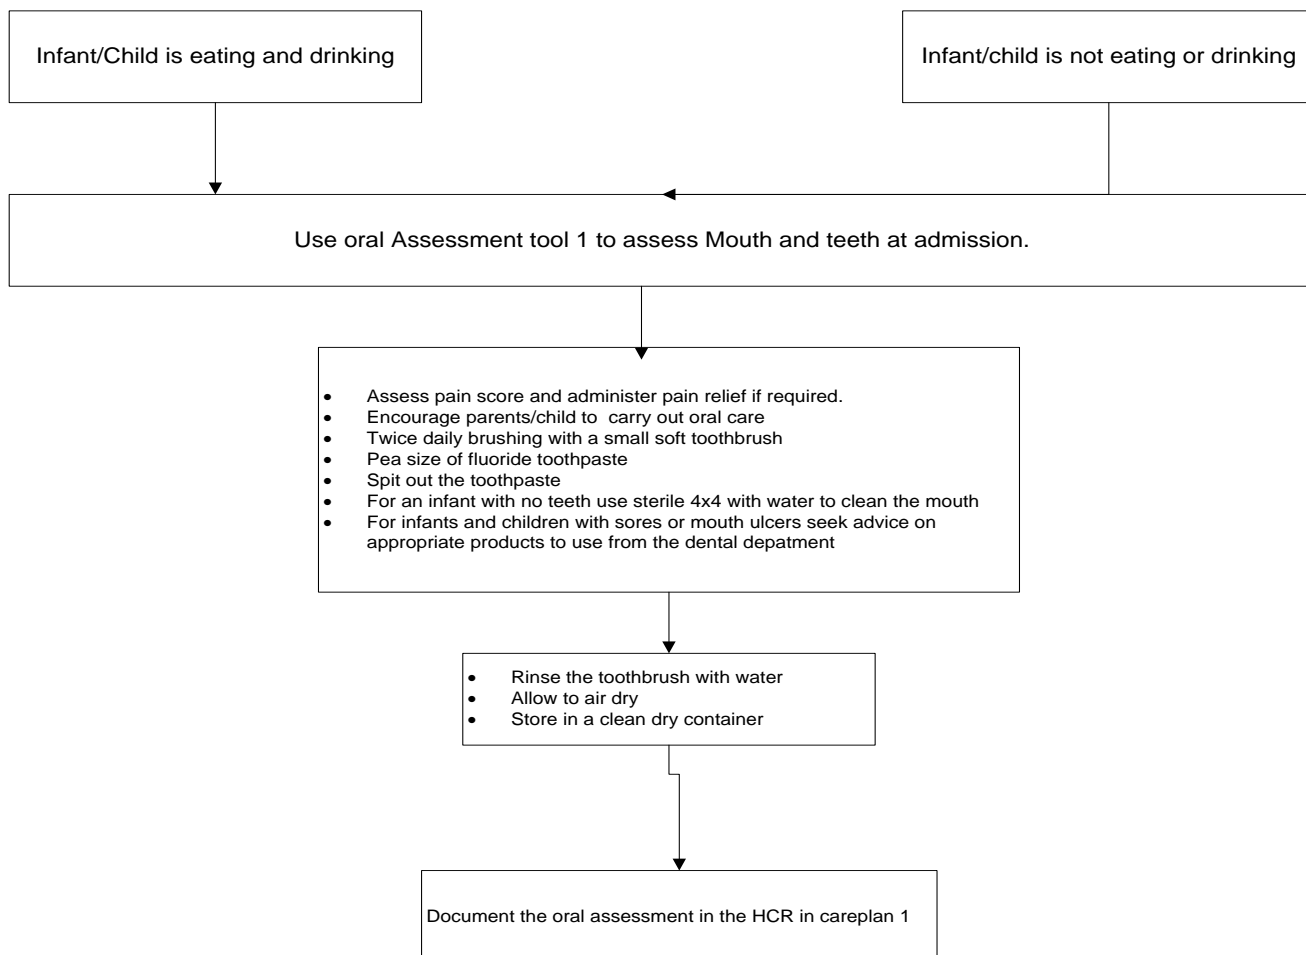 Infant/Child is eating and drinking
Infant/child is not eating or drinking
Use oral Assessment tool 1 to assess Mouth and teeth at admission.
• Assess pain score and administer pain relief if required.
• Encourage parents/child to carry out oral care
• Twice daily brushing with a small soft toothbrush
• Pea size of fluoride toothpaste
• Spit out the toothpaste
• For an infant with no teeth use sterile 4x4 with water to clean the mouth
• For infants and children with sores or mouth ulcers seek advice on
appropriate products to use from the dental depatment
• Rinse the toothbrush with water
• Allow to air dry
• Store in a clean dry container
Document the oral assessment in the HCR in careplan 1